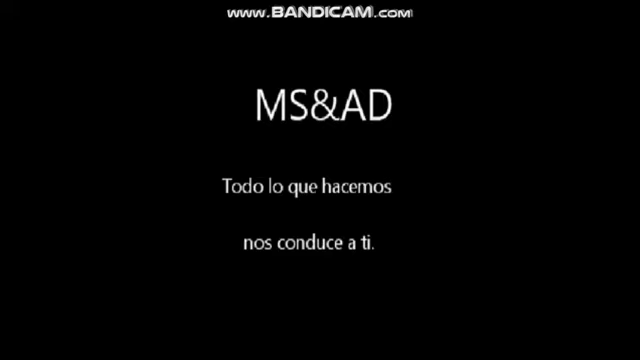 www.BANDICAM.com
MS&AD
Todo lo que hacemos
nos conduce a ti.